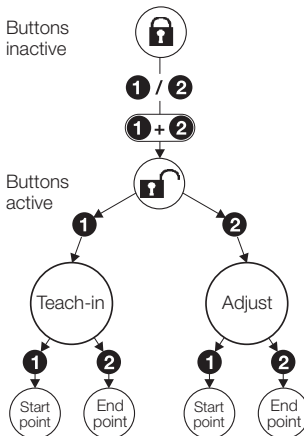 Buttons
inactive
1 / 2
1 + 2
Buttons
active
1 2
Teach-in Adjust
1 2 1 2
Start
point
End
point
Start
point
End
point